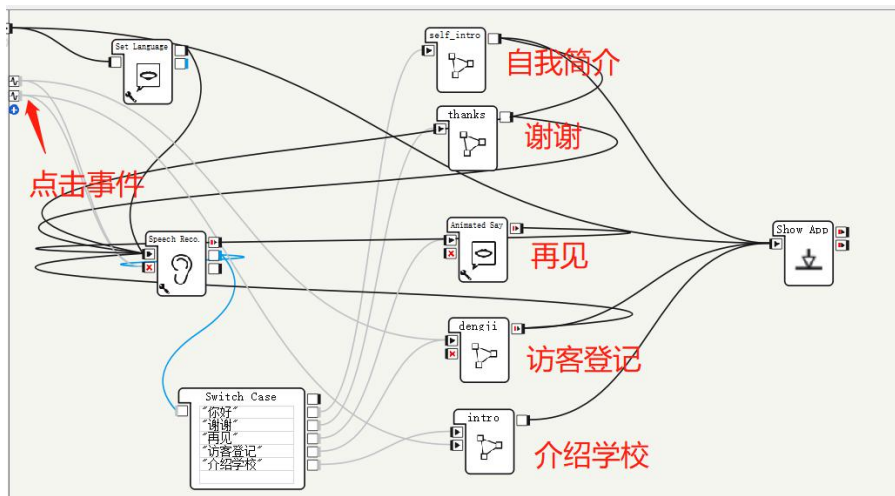 Set Language
self_intro
自我简介
thanks
谢谢
点击事件
Speech Reco.
Animated Say
再见
Show App
dengji
访客登记
Switch Case
"你好"
"谢谢"
"再见"
"访客登记"
"介绍学校"
intro
介绍学校